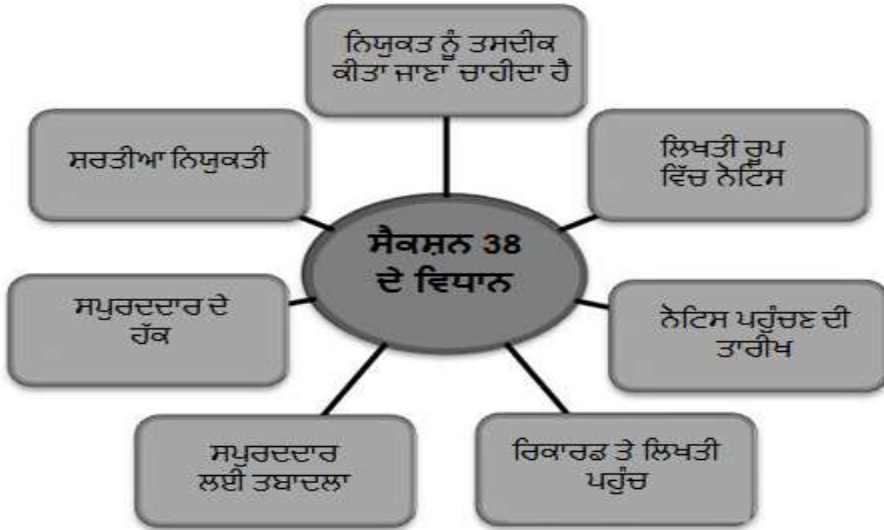 ਨਿਯੁਕਤ ਨੂੰ ਤਸਦੀਕ
ਕੀਤਾ ਜਾਣਾ ਚਾਹੀਦਾ ਹੈ
ਸ਼ਰਤੀਆ ਨਿਯੁਕਤੀ
ਲਿਖਤੀ ਰੂਪ
ਵਿੱਚ ਨੋਟਿਸ
ਸੈਕਸ਼ਨ 38
ਦੇ ਵਿਧਾਨ
ਸਪੁਰਦਦਾਰ ਦੇ
ਹੱਕ
ਨੋਟਿਸ ਪਹੁੰਚਣ ਦੀ
ਤਾਰੀਖ
ਸਪੁਰਦਦਾਰ
ਲਈ ਤਬਾਦਲਾ
ਰਿਕਾਰਡ ਤੇ ਲਿਖਤੀ
ਪਹੁੰਚ